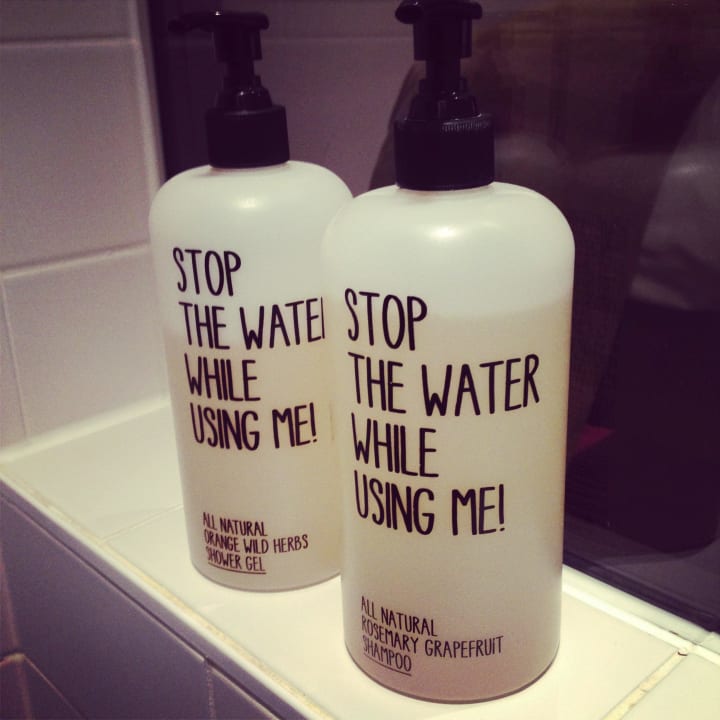 STOP
THE WATER
WHILE
USING ME!
ALL NATURAL
ORANGE WILD HERBS
SHOWER GEL
STOP
THE WATER
WHILE
USING ME!
ALL NATURAL
ROSEMARY GRAPEFRUIT
SHAMPOO